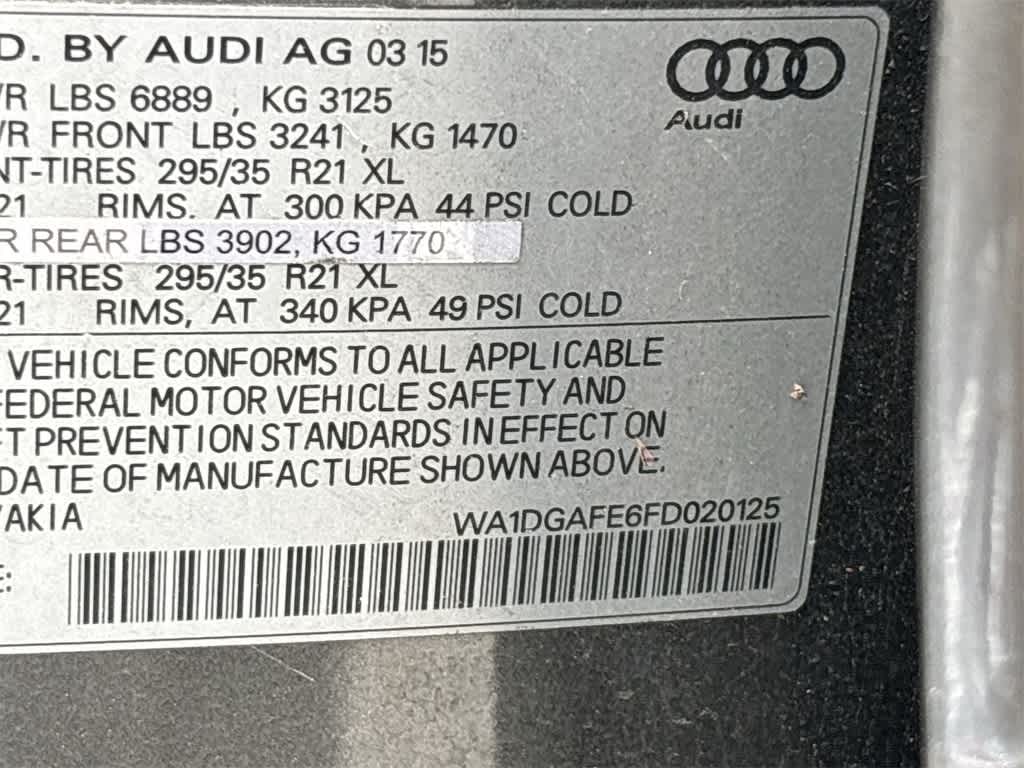 D. BY AUDI AG 03 15
Audi
/R LBS 6889 , KG 3125
VR FRONT LBS 3241 , KG 1470
NT-TIRES 295/35 R21 XL
21 RIMS. AT 300 KPA 44 PSI COLD
R REAR LBS 3902, KG 1770
R-TIRES 295/35 R21 XL
21 RIMS, AT 340 KPA 49 PSI COLD
VEHICLE CONFORMS TO ALL APPLICABLE
FEDERAL MOTOR VEHICLE SAFETY AND
FT PREVENTION STANDARDS IN EFFECT ON
DATE OF MANUFACTURE SHOWN ABOVE.
VAKIA
WA1DGAFE6FD020125
E: